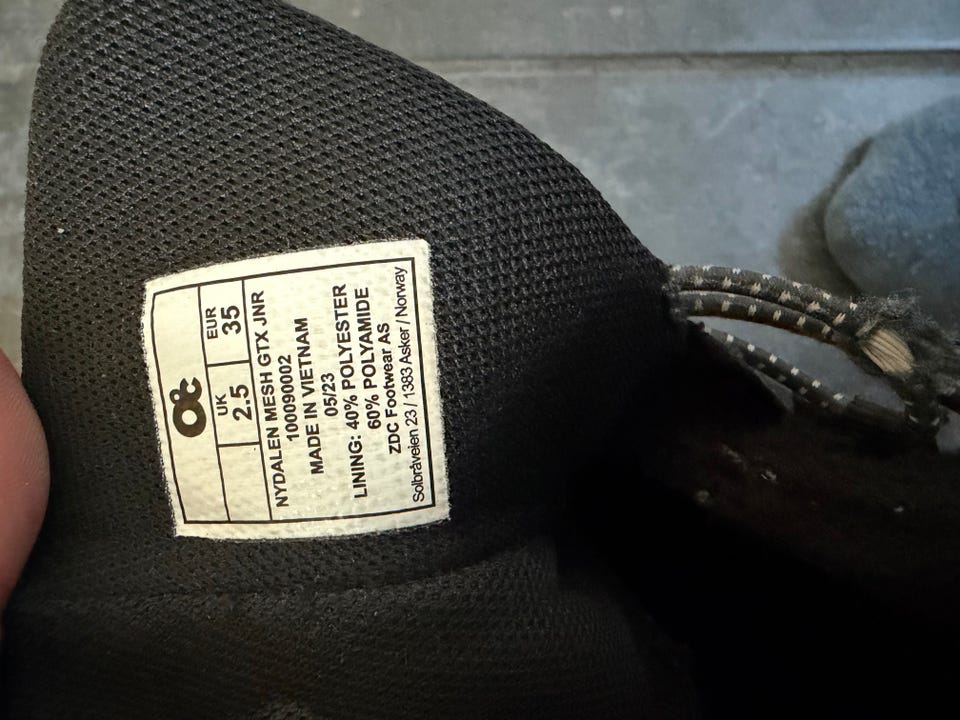 O°C
UK EUR
2.5 35
NYDALEN MESH GTX JNR
100090002
MADE IN VIETNAM
05/23
LINING: 40% POLYESTER
60% POLYAMIDE
ZDC Footwear AS
Solbråveien 23 / 1383 Asker / Norway